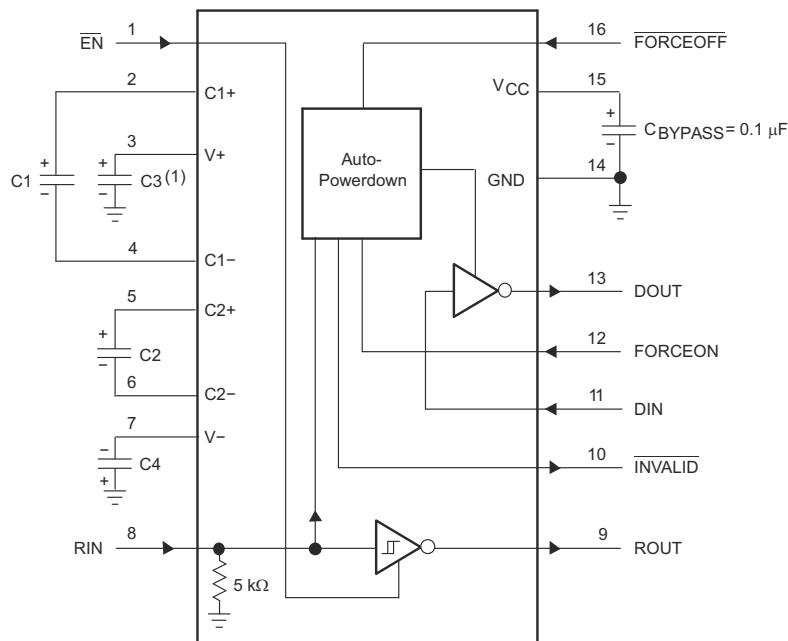 1
EN
16
FORCEOFF
2
C1+
VCC
15
+
3
V+
+
C1
−
+
C3(1)
−
Auto-
Powerdown
+
CBYPASS = 0.1 μF
−
14
GND
4
C1−
5
C2+
13
DOUT
+
C2
−
12
FORCEON
6
C2−
11
DIN
7
V−
−
C4
+
10
INVALID
8
RIN
9
ROUT
5 kΩ